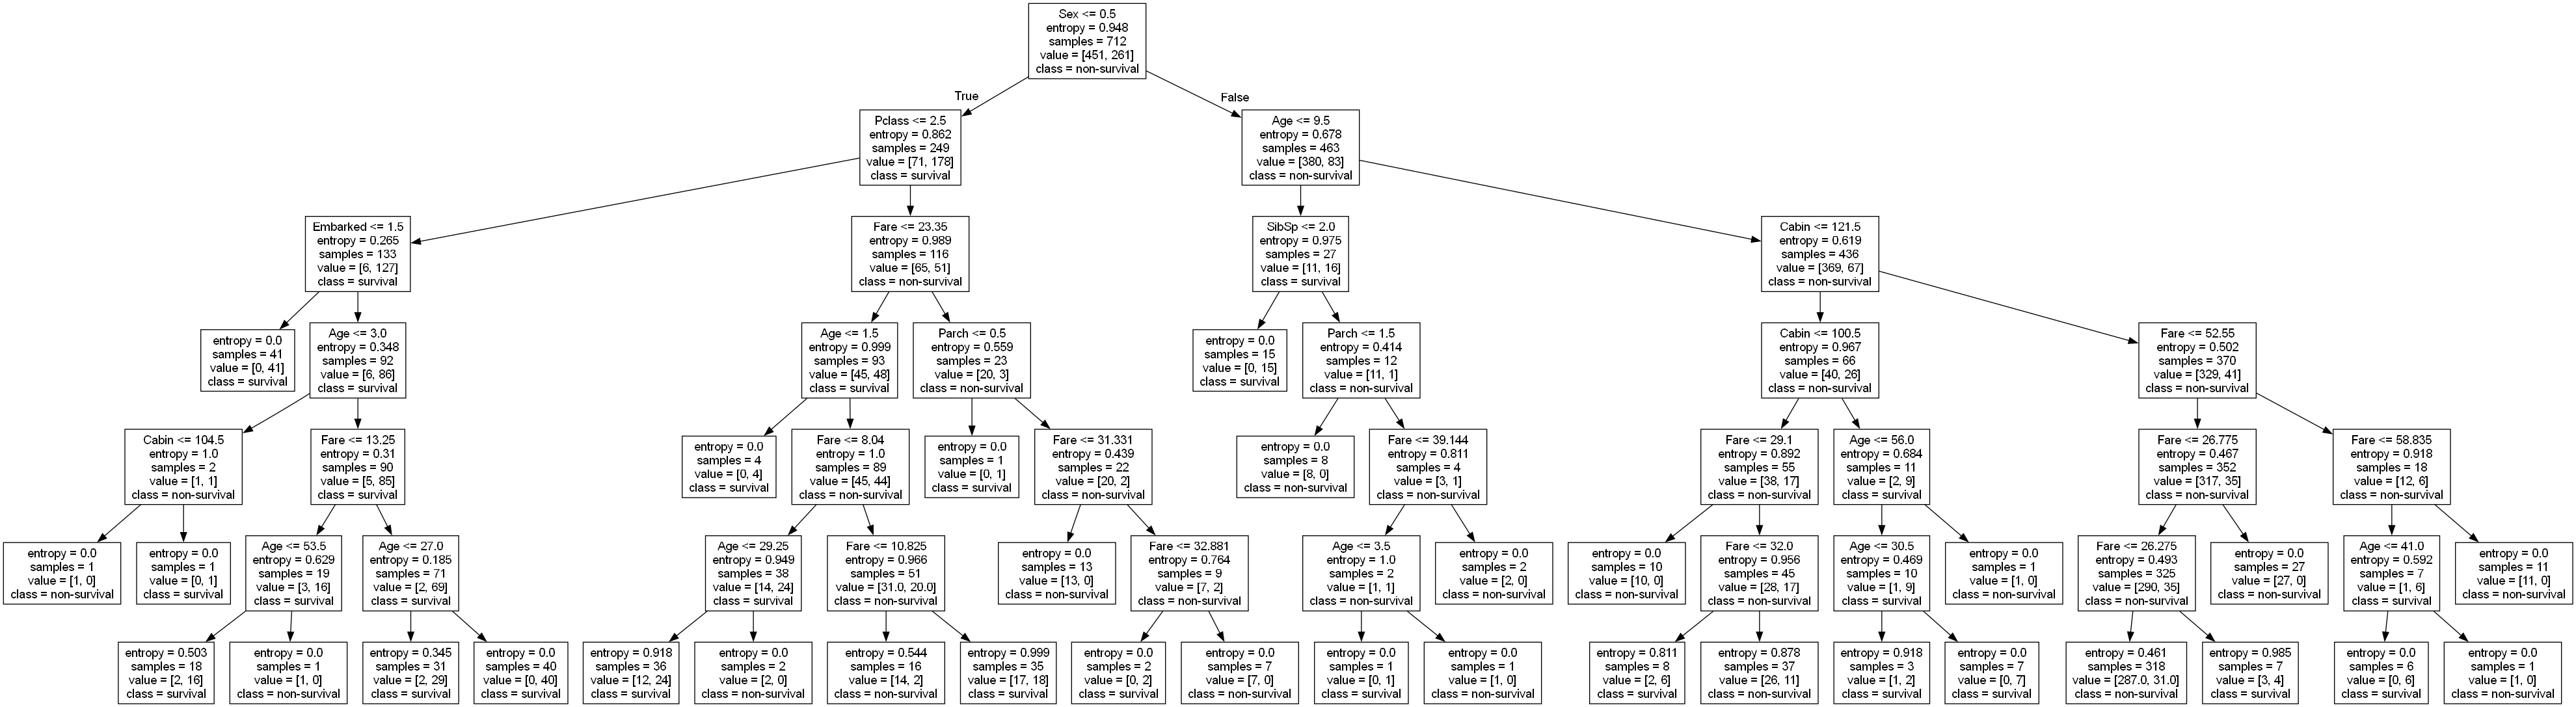 Sex <= 0.5
entropy = 0.948
samples = 712
value = [451, 261]
class = non-survival
True
False
Pclass <= 2.5
entropy = 0.862
samples = 249
value = [71, 178]
class = survival
Age <= 9.5
entropy = 0.678
samples = 463
value = [380, 83]
class = non-survival
Embarked <= 1.5
entropy = 0.265
samples = 133
value = [6, 127]
class = survival
Fare <= 23.35
entropy = 0.989
samples = 116
value = [65, 51]
class = non-survival
SibSp <= 2.0
entropy = 0.975
samples = 27
value = [11, 16]
class = survival
Cabin <= 121.5
entropy = 0.619
samples = 436
value = [369, 67]
class = non-survival
entropy = 0.0
samples = 41
value = [0, 41]
class = survival
Age <= 3.0
entropy = 0.348
samples = 92
value = [6, 86]
class = survival
Age <= 1.5
entropy = 0.999
samples = 93
value = [45, 48]
class = survival
Parch <= 0.5
entropy = 0.559
samples = 23
value = [20, 3]
class = non-survival
entropy = 0.0
samples = 15
value = [0, 15]
class = survival
Parch <= 1.5
entropy = 0.414
samples = 12
value = [11, 1]
class = non-survival
Cabin <= 100.5
entropy = 0.967
samples = 66
value = [40, 26]
class = non-survival
Fare <= 52.55
entropy = 0.502
samples = 370
value = [329, 41]
class = non-survival
Cabin <= 104.5
entropy = 1.0
samples = 2
value = [1, 1]
class = non-survival
Fare <= 13.25
entropy = 0.31
samples = 90
value = [5, 85]
class = survival
entropy = 0.0
samples = 4
value = [0, 4]
class = survival
Fare <= 8.04
entropy = 1.0
samples = 89
value = [45, 44]
class = non-survival
entropy = 0.0
samples = 1
value = [0, 1]
class = survival
Fare <= 31.331
entropy = 0.439
samples = 22
value = [20, 2]
class = non-survival
entropy = 0.0
samples = 8
value = [8, 0]
class = non-survival
Fare <= 39.144
entropy = 0.811
samples = 4
value = [3, 1]
class = non-survival
Fare <= 29.1
entropy = 0.892
samples = 55
value = [38, 17]
class = non-survival
Age <= 56.0
entropy = 0.684
samples = 11
value = [2, 9]
class = survival
Fare <= 26.775
entropy = 0.467
samples = 352
value = [317, 35]
class = non-survival
Fare <= 58.835
entropy = 0.918
samples = 18
value = [12, 6]
class = non-survival
entropy = 0.0
samples = 1
value = [1, 0]
class = non-survival
entropy = 0.0
samples = 1
value = [0, 1]
class = survival
Age <= 53.5
entropy = 0.629
samples = 19
value = [3, 16]
class = survival
Age <= 27.0
entropy = 0.185
samples = 71
value = [2, 69]
class = survival
Age <= 29.25
entropy = 0.949
samples = 38
value = [14, 24]
class = survival
Fare <= 10.825
entropy = 0.966
samples = 51
value = [31.0, 20.0]
class = non-survival
entropy = 0.0
samples = 13
value = [13, 0]
class = non-survival
Fare <= 32.881
entropy = 0.764
samples = 9
value = [7, 2]
class = non-survival
Age <= 3.5
entropy = 1.0
samples = 2
value = [1, 1]
class = non-survival
entropy = 0.0
samples = 2
value = [2, 0]
class = non-survival
entropy = 0.0
samples = 10
value = [10, 0]
class = non-survival
Fare <= 32.0
entropy = 0.956
samples = 45
value = [28, 17]
class = non-survival
Age <= 30.5
entropy = 0.469
samples = 10
value = [1, 9]
class = survival
entropy = 0.0
samples = 1
value = [1, 0]
class = non-survival
Fare <= 26.275
entropy = 0.493
samples = 325
value = [290, 35]
class = non-survival
entropy = 0.0
samples = 27
value = [27, 0]
class = non-survival
Age <= 41.0
entropy = 0.592
samples = 7
value = [1, 6]
class = survival
entropy = 0.0
samples = 11
value = [11, 0]
class = non-survival
entropy = 0.503
samples = 18
value = [2, 16]
class = survival
entropy = 0.0
samples = 1
value = [1, 0]
class = non-survival
entropy = 0.345
samples = 31
value = [2, 29]
class = survival
entropy = 0.0
samples = 40
value = [0, 40]
class = survival
entropy = 0.918
samples = 36
value = [12, 24]
class = survival
entropy = 0.0
samples = 2
value = [2, 0]
class = non-survival
entropy = 0.544
samples = 16
value = [14, 2]
class = non-survival
entropy = 0.999
samples = 35
value = [17, 18]
class = survival
entropy = 0.0
samples = 2
value = [0, 2]
class = survival
entropy = 0.0
samples = 7
value = [7, 0]
class = non-survival
entropy = 0.0
samples = 1
value = [0, 1]
class = survival
entropy = 0.0
samples = 1
value = [1, 0]
class = non-survival
entropy = 0.811
samples = 8
value = [2, 6]
class = survival
entropy = 0.878
samples = 37
value = [26, 11]
class = non-survival
entropy = 0.918
samples = 3
value = [1, 2]
class = survival
entropy = 0.0
samples = 7
value = [0, 7]
class = survival
entropy = 0.461
samples = 318
value = [287.0, 31.0]
class = non-survival
entropy = 0.985
samples = 7
value = [3, 4]
class = survival
entropy = 0.0
samples = 6
value = [0, 6]
class = survival
entropy = 0.0
samples = 1
value = [1, 0]
class = non-survival